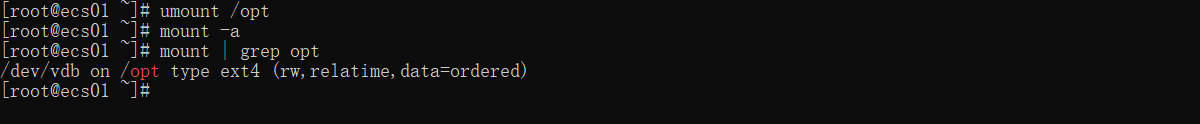 [root@ecs01 ~]# umount /opt
[root@ecs01 ~]# mount -a
[root@ecs01 ~]# mount | grep opt
/dev/vdb on /opt type ext4 (rw,relatime,data=ordered)
[root@ecs01 ~]#